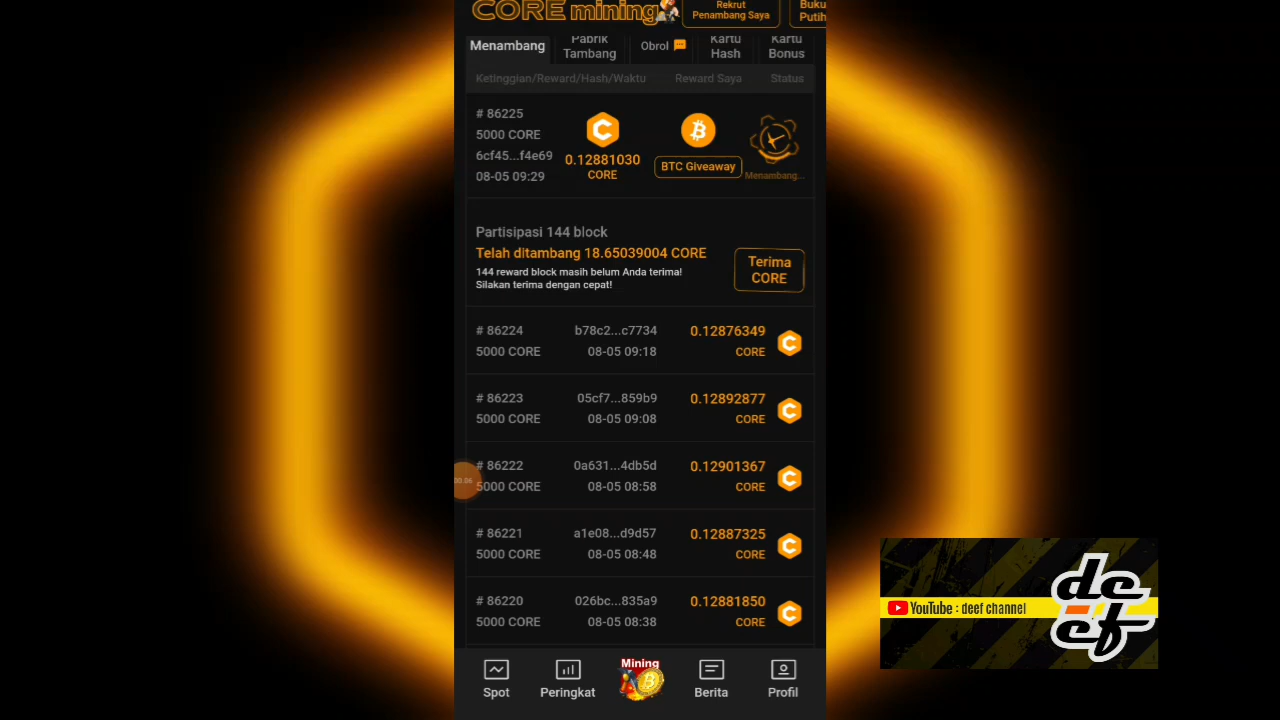 CORE mining
Rekrut
Penambang Saya
Buku
Putih
Menambang
Pabrik
Tambang
Obrol
Kartu
Hash
Kartu
Bonus
Ketinggian/Reward/Hash/Waktu
Reward Saya
Status
# 86225
5000 CORE
6cf45...f4e69
08-05 09:29
0.12881030
CORE
BTC Giveaway
Menambang...
Partisipasi 144 block
Telah ditambang 18.65039004 CORE
144 reward block masih belum Anda terima!
Silakan terima dengan cepat!
Terima
CORE
# 86224 b78c2...c7734 0.12876349
5000 CORE 08-05 09:18 CORE
# 86223 05cf7...859b9 0.12892877
5000 CORE 08-05 09:08 CORE
# 86222 0a631...4db5d 0.12901367
00:06
5000 CORE 08-05 08:58 CORE
# 86221 a1e08...d9d57 0.12887325
5000 CORE 08-05 08:48 CORE
# 86220 026bc...835a9 0.12881850
5000 CORE 08-05 08:38 CORE
Spot
Peringkat
Mining
Berita
Profil
YouTube : deef channel
deef